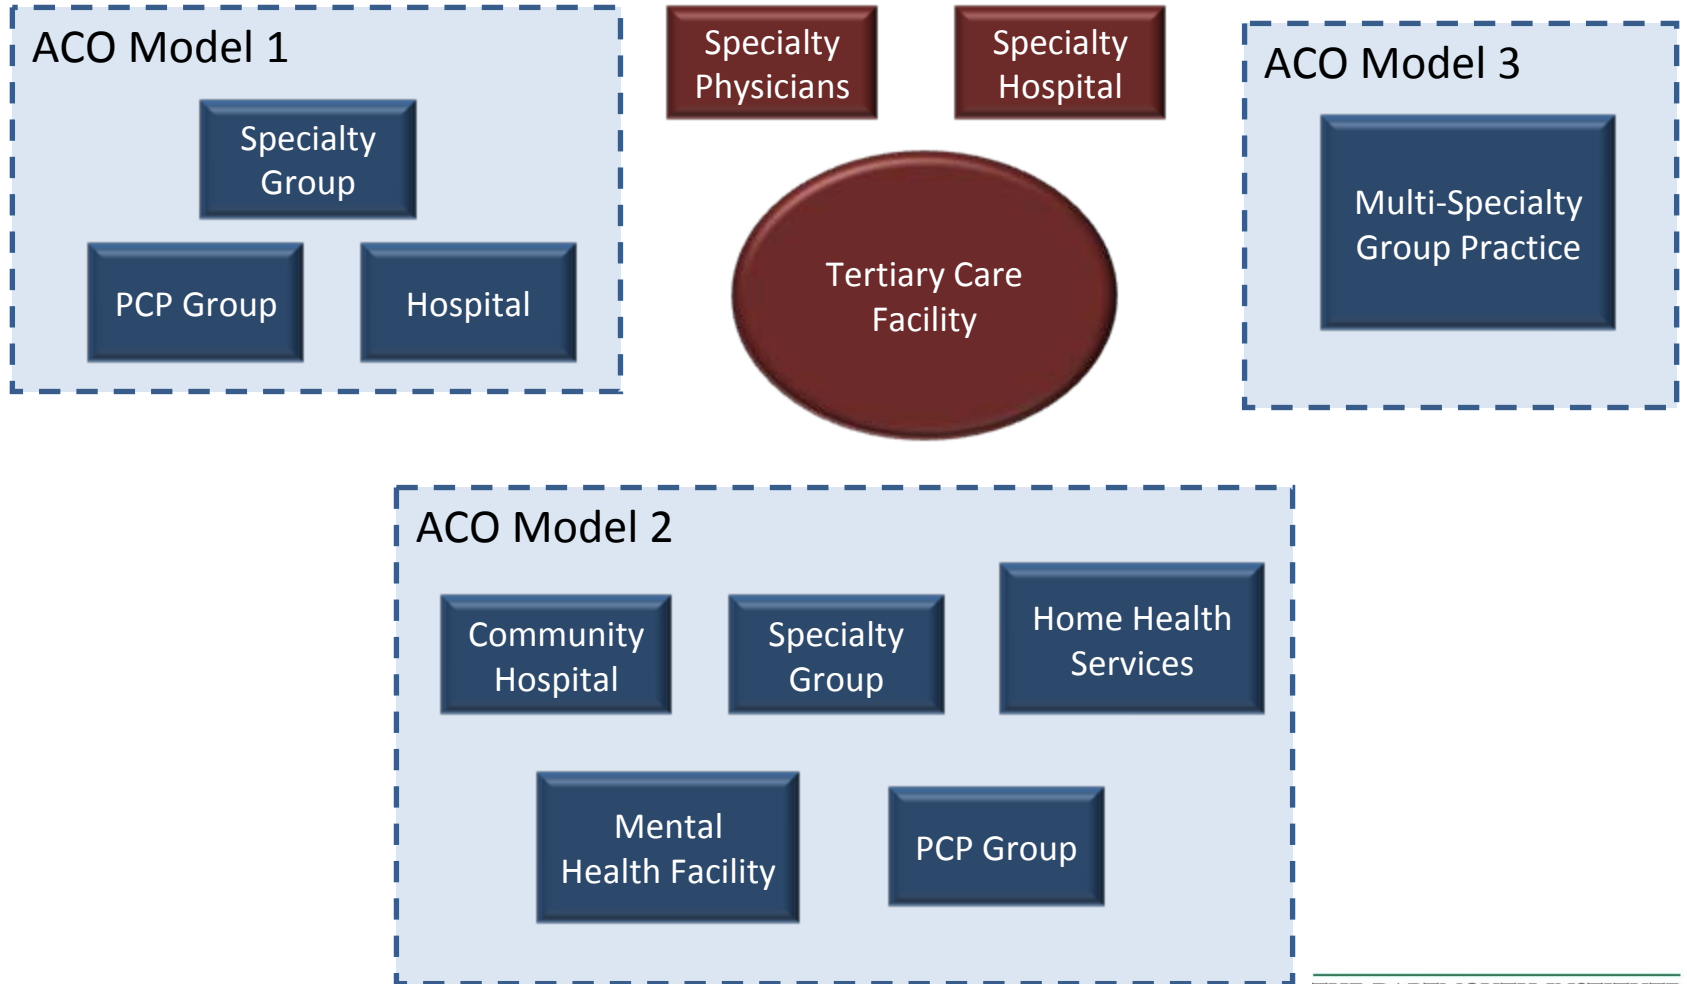 ACO Model 1
Specialty
Group
PCP Group
Hospital
Specialty
Physicians
Specialty
Hospital
Tertiary Care
Facility
ACO Model 3
Multi-Specialty
Group Practice
ACO Model 2
Community
Hospital
Specialty
Group
Home Health
Services
Mental
Health Facility
PCP Group